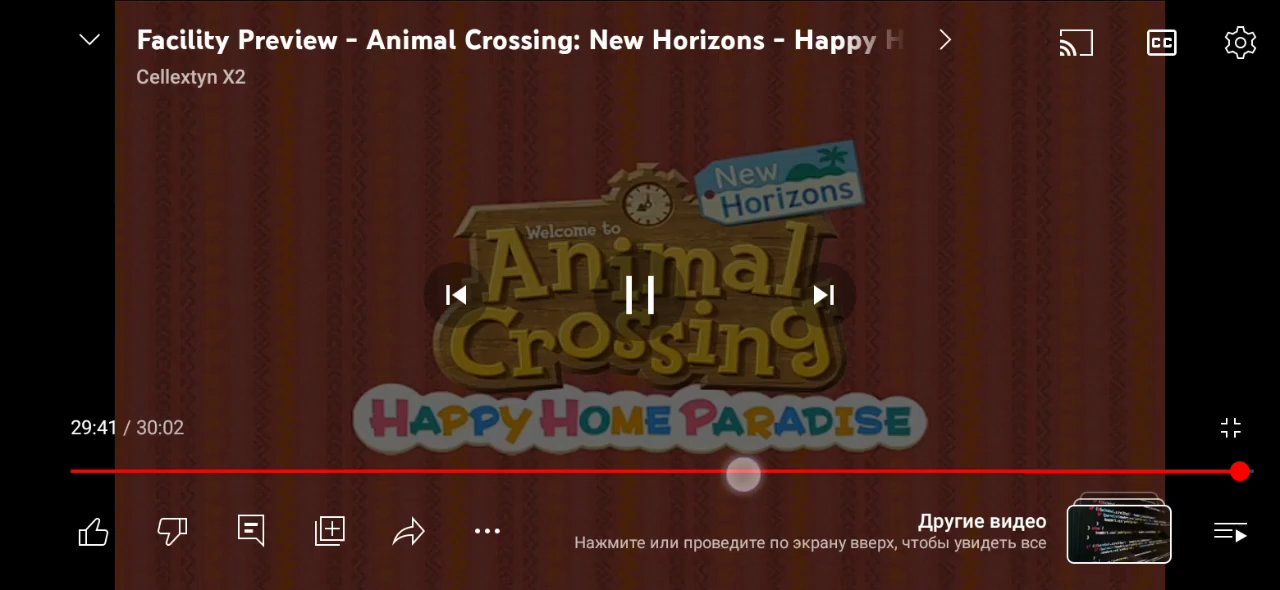 Facility Preview - Animal Crossing: New Horizons - Happy H
Cellextyn X2
CC
New
Horizons
Welcome to
Animal
Crossing
HAPPY HOME PARADISE
29:41 / 30:02
Другие видео
Нажмите или проведите по экрану вверх, чтобы увидеть все